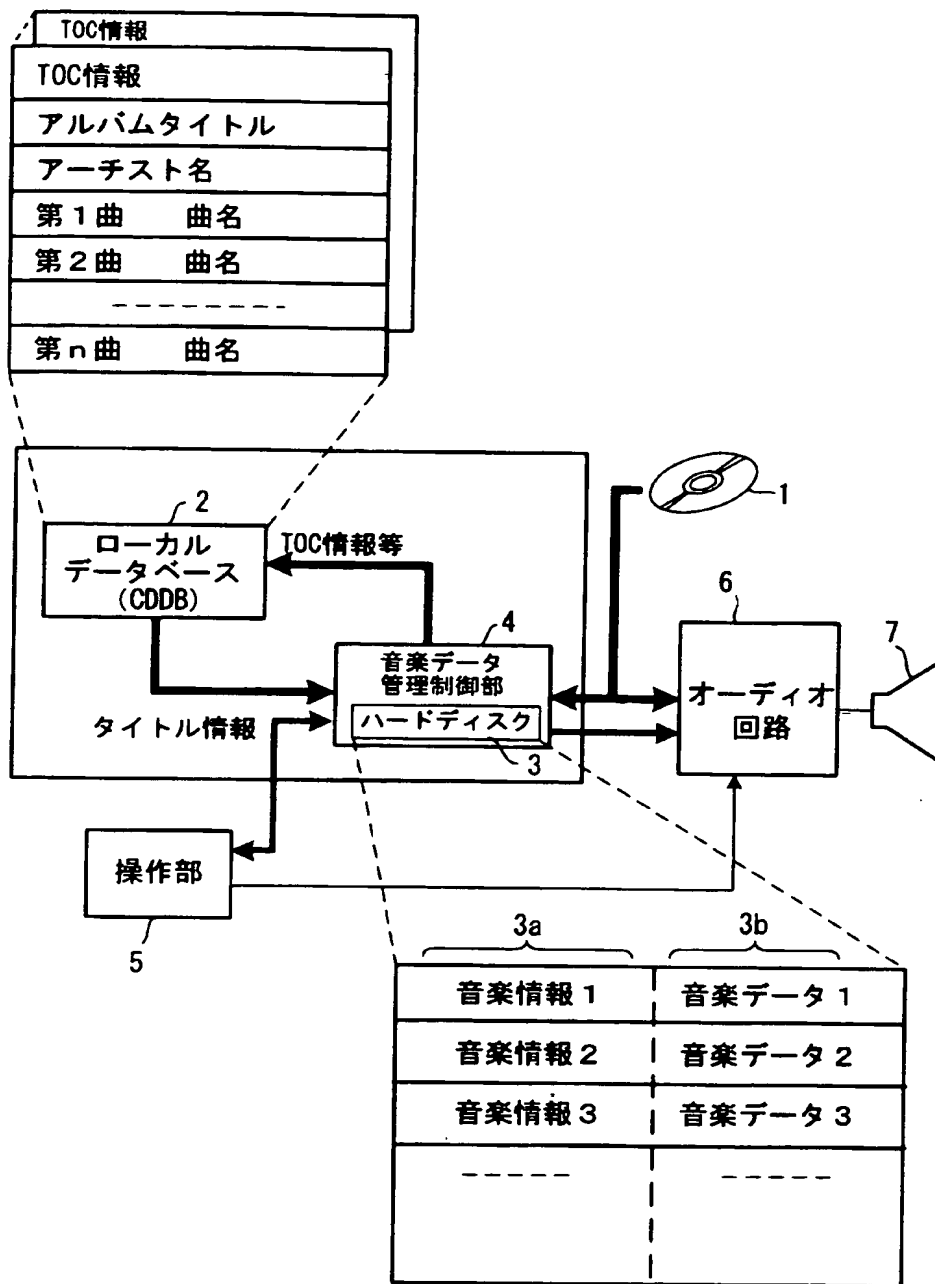 TOC情報
TOC情報
アルバムタイトル
アーチスト名
第1曲 曲名
第2曲 曲名
第n曲 曲名
1
2
ローカル
データベース
(CDDB)
TOC情報等
4
音楽データ
管理制御部
ハードディスク
3
タイトル情報
6
オーディオ
回路
7
操作部
5
3a 3b
音楽情報1 音楽データ1
音楽情報2 音楽データ2
音楽情報3 音楽データ3